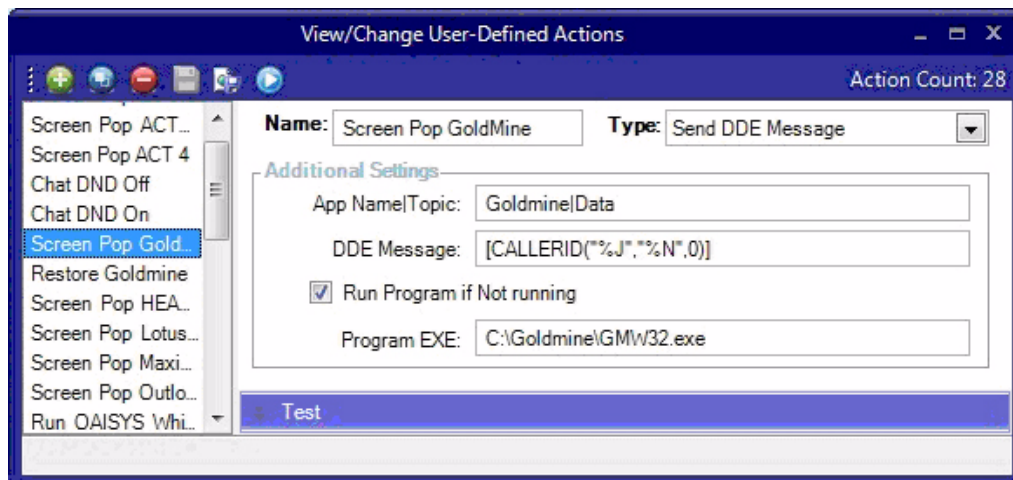 View/Change User-Defined Actions
Action Count: 28
Screen Pop ACT...
Screen Pop ACT 4
Chat DND Off
Chat DND On
Screen Pop Gold...
Restore Goldmine
Screen Pop HEA...
Screen Pop Lotus...
Screen Pop Maxi...
Screen Pop Outlo...
Run OAISYS Whi...
Name: Screen Pop GoldMine Type: Send DDE Message
Additional Settings
App Name|Topic: Goldmine|Data
DDE Message: [CALLERID("%J","%N",0)]
Run Program if Not running
Program EXE: C:\Goldmine\GMW32.exe
Test